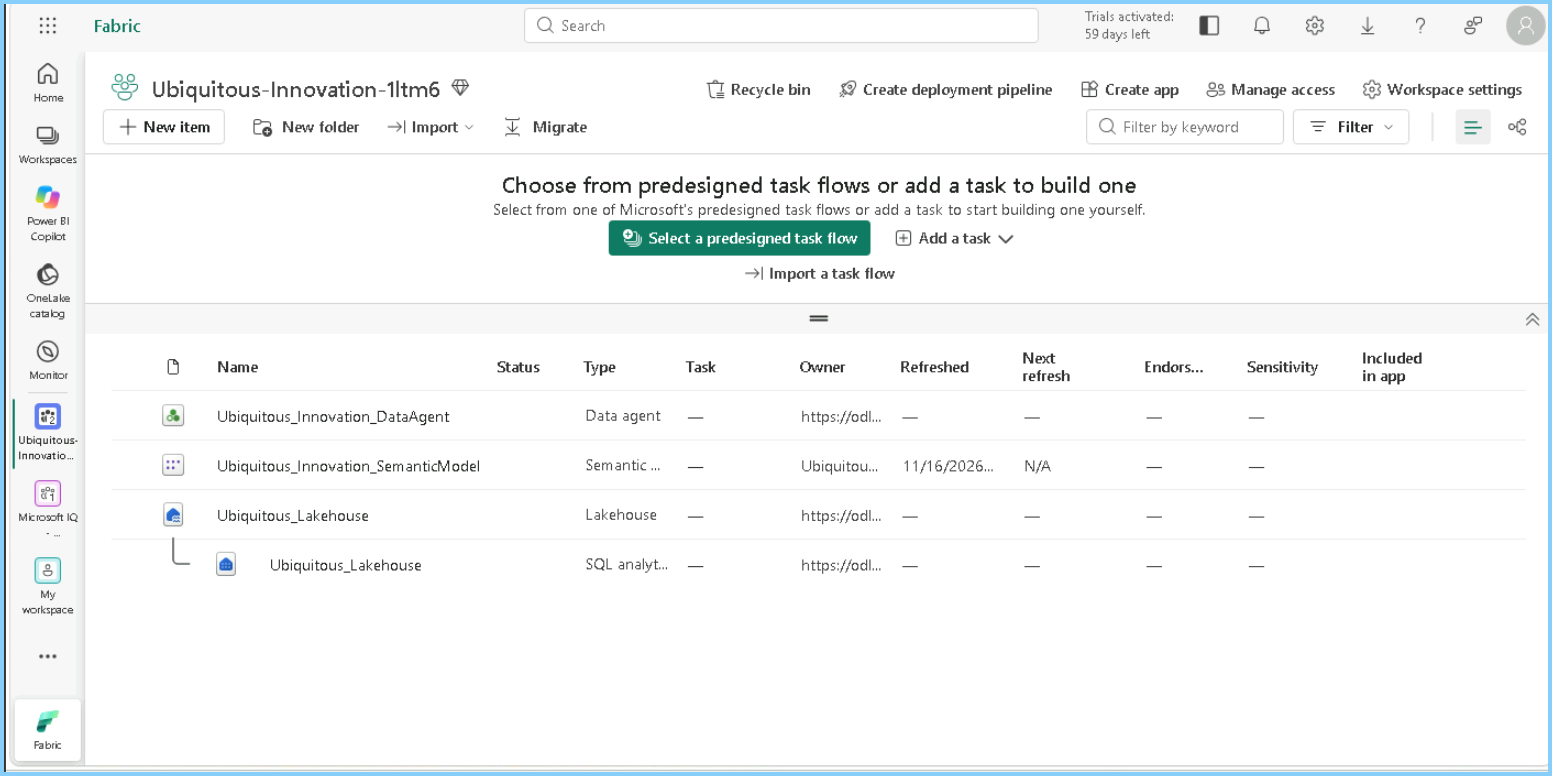 Fabric
Search
Trials activated:
59 days left
Home
Workspaces
Power BI
Copilot
OneLake
catalog
Monitor
Ubiquitous-
Innovatio...
Microsoft IQ
- ...
My
workspace
Fabric
Ubiquitous-Innovation-1ltm6
Recycle bin
Create deployment pipeline
Create app
Manage access
Workspace settings
New item
New folder
Import
Migrate
Filter by keyword
Filter
Choose from predesigned task flows or add a task to build one
Select from one of Microsoft's predesigned task flows or add a task to start building one yourself.
Select a predesigned task flow
Add a task
Import a task flow
Name Status Type Task Owner Refreshed Next refresh Endors... Sensitivity Included in app
Ubiquitous_Innovation_DataAgent Data agent — https://odl... — — — —
Ubiquitous_Innovation_SemanticModel Semantic ... — Ubiquitou... 11/16/2026... N/A — —
Ubiquitous_Lakehouse Lakehouse — https://odl... — — — —
Ubiquitous_Lakehouse SQL analyt... — https://odl... — — — —